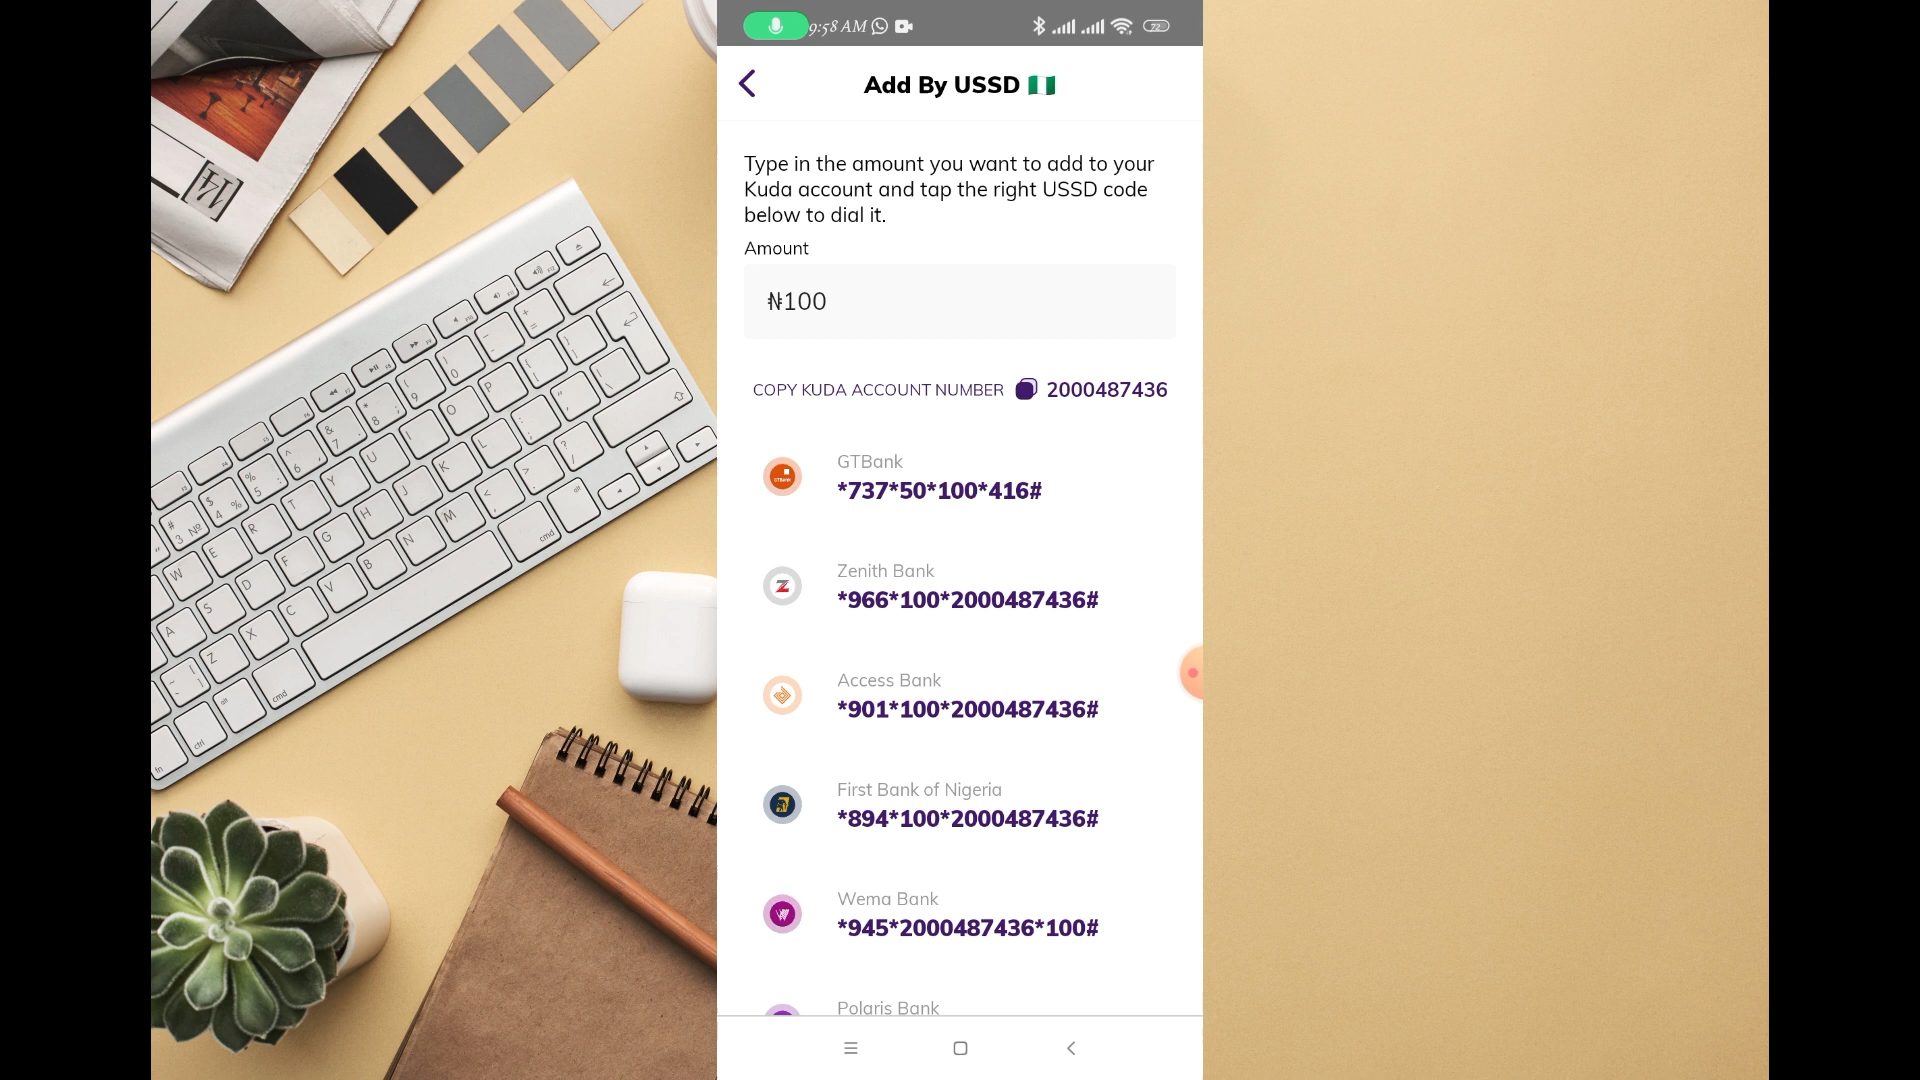 9:58 AM
72
Add By USSD
Type in the amount you want to add to your
Kuda account and tap the right USSD code
below to dial it.
Amount
₦100
COPY KUDA ACCOUNT NUMBER 2000487436
GTBank
*737*50*100*416#
Zenith Bank
*966*100*2000487436#
Access Bank
*901*100*2000487436#
First Bank of Nigeria
*894*100*2000487436#
Wema Bank
*945*2000487436*100#
Polaris Bank